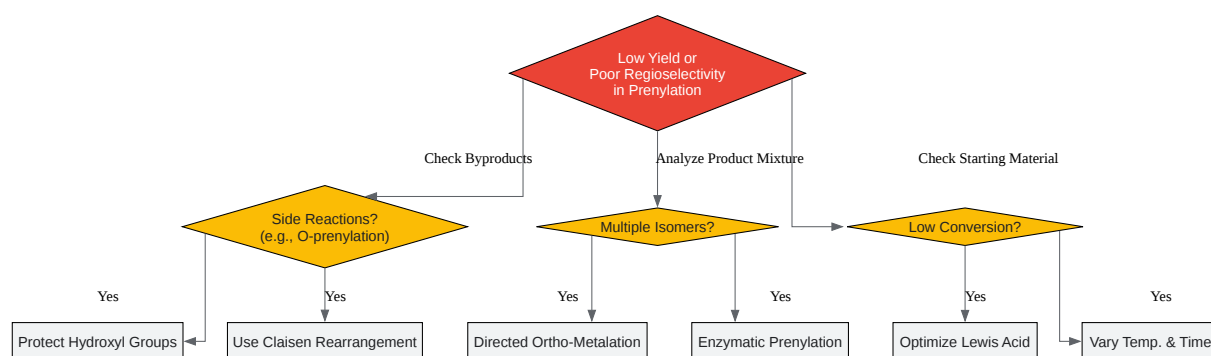 Low Yield or
Poor Regioselectivity
in Prenylation
Check Byproducts
Analyze Product Mixture
Check Starting Material
Side Reactions?
(e.g., O-prenylation)
Multiple Isomers?
Low Conversion?
Yes
Yes
Yes
Yes
Yes
Yes
Protect Hydroxyl Groups
Use Claisen Rearrangement
Directed Ortho-Metalation
Enzymatic Prenylation
Optimize Lewis Acid
Vary Temp. & Time